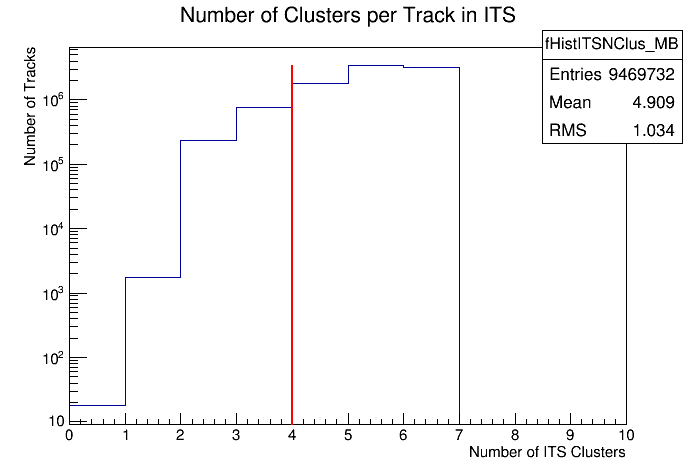 Number of Clusters per Track in ITS
fHistITSNClus_MB
Entries 9469732
Mean 4.909
RMS 1.034
Number of Tracks
10^6
10^5
10^4
10^3
10^2
10
0 1 2 3 4 5 6 7 8 9 10
Number of ITS Clusters